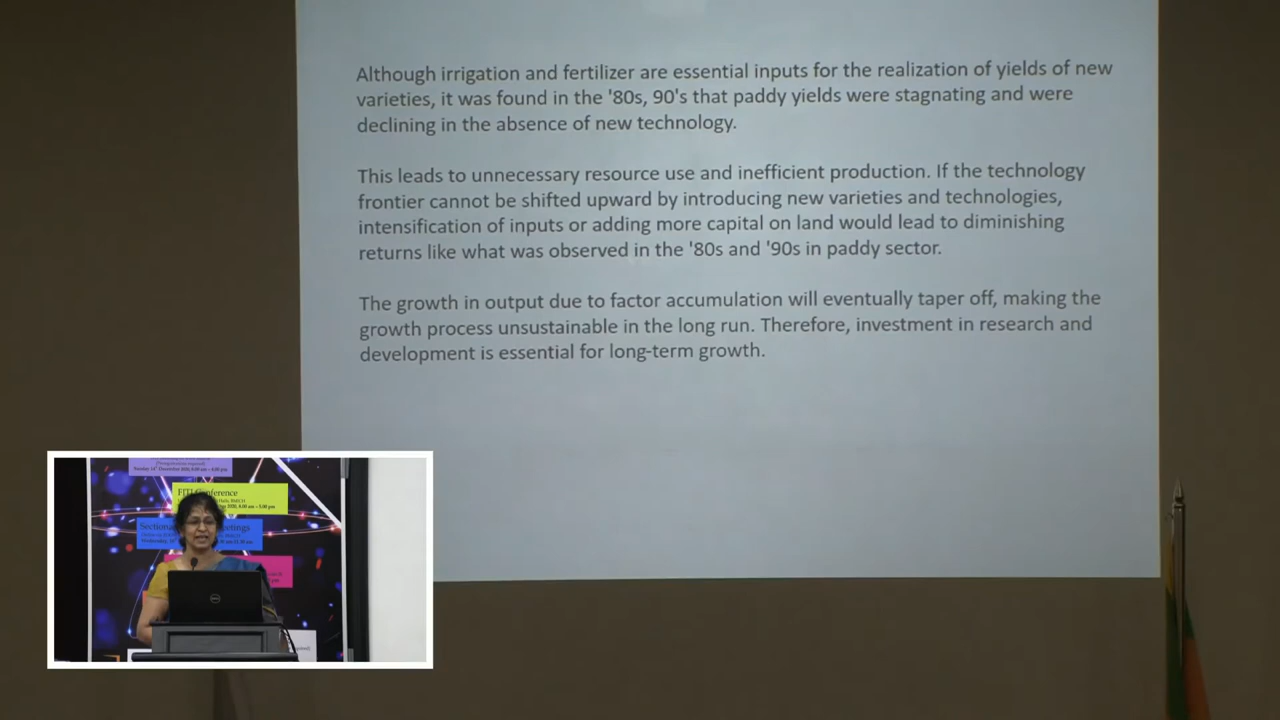 Although irrigation and fertilizer are essential inputs for the realization of yields of new
varieties, it was found in the '80s, 90's that paddy yields were stagnating and were
declining in the absence of new technology.
This leads to unnecessary resource use and inefficient production. If the technology
frontier cannot be shifted upward by introducing new varieties and technologies,
intensification of inputs or adding more capital on land would lead to diminishing
returns like what was observed in the '80s and '90s in paddy sector.
The growth in output due to factor accumulation will eventually taper off, making the
growth process unsustainable in the long run. Therefore, investment in research and
development is essential for long-term growth.
FITI Conference
Section
etings
DELL